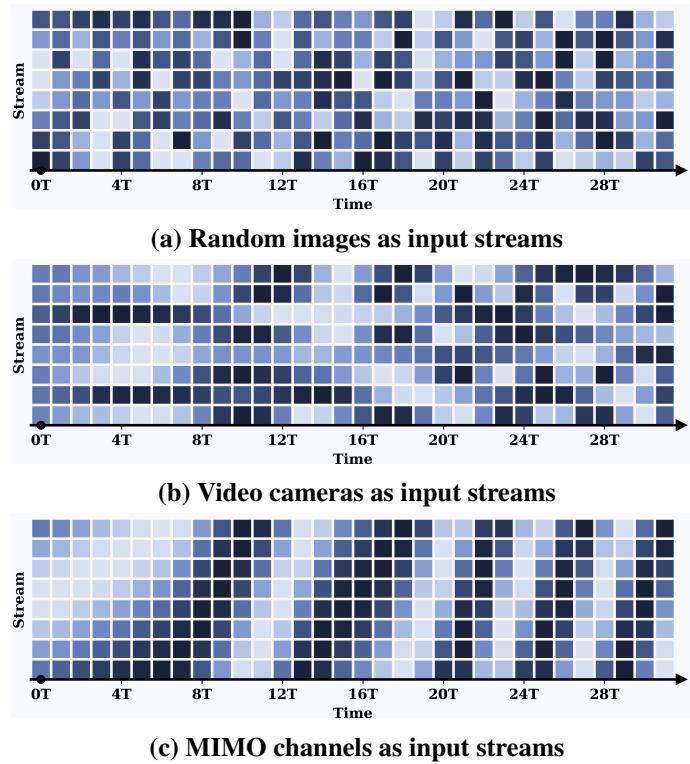 Stream
0T 4T 8T 12T 16T 20T 24T 28T
Time
(a) Random images as input streams
Stream
0T 4T 8T 12T 16T 20T 24T 28T
Time
(b) Video cameras as input streams
Stream
0T 4T 8T 12T 16T 20T 24T 28T
Time
(c) MIMO channels as input streams